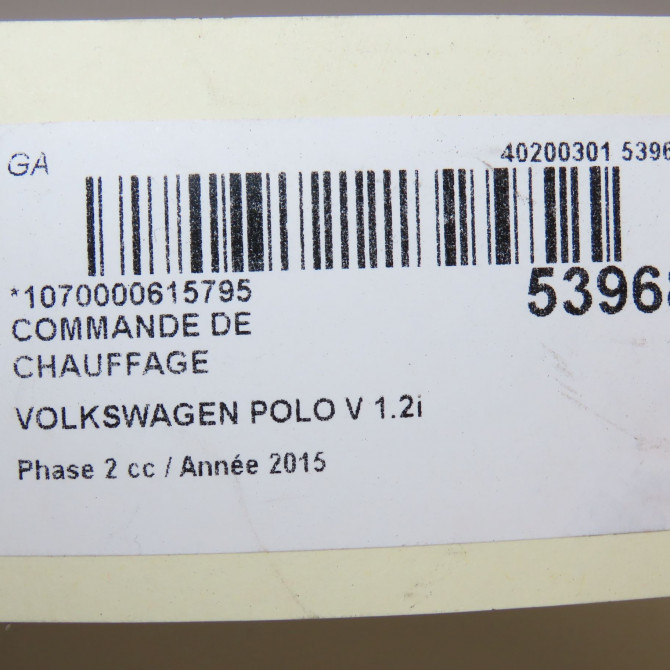 GA
40200301 5396
*1070000615795
5396
COMMANDE DE
CHAUFFAGE
VOLKSWAGEN POLO V 1.2i
Phase 2 cc / Année 2015